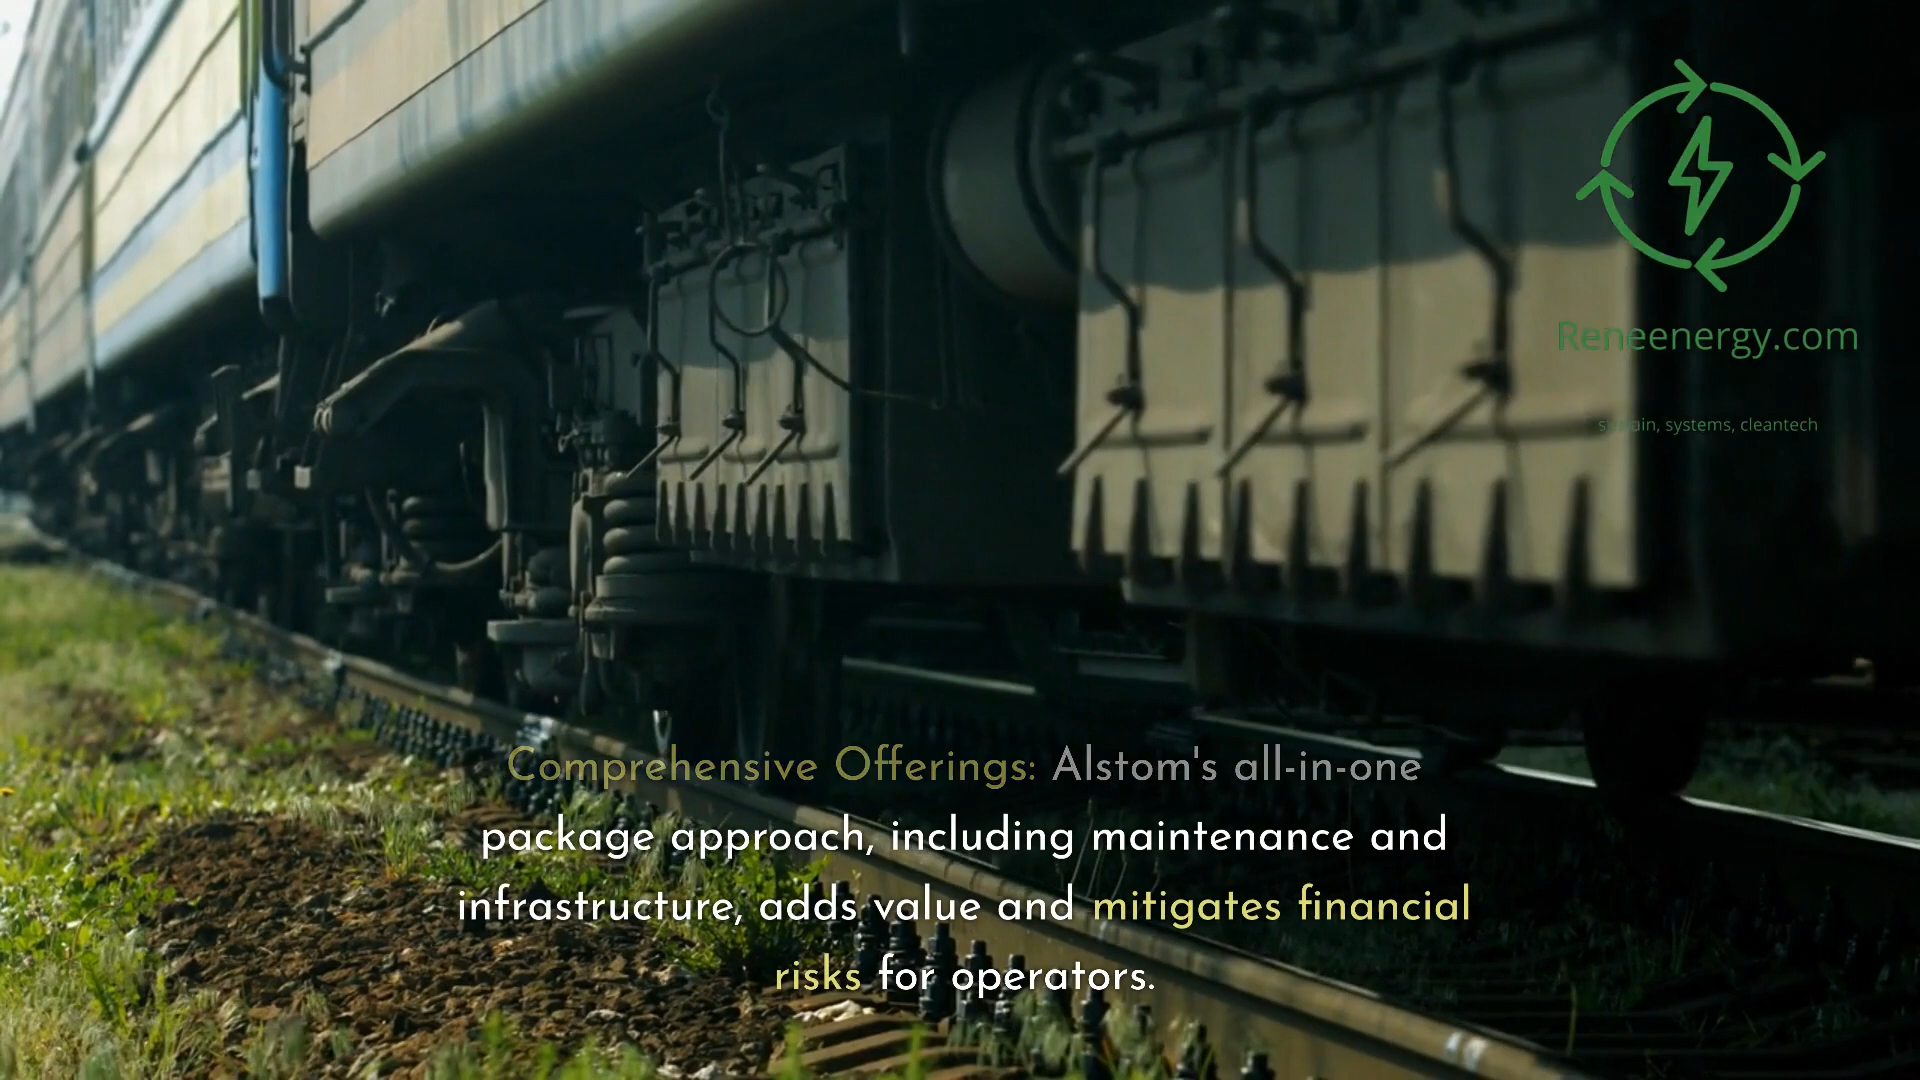 Reneenergy.com
systems, cleantech
Comprehensive Offerings: Alstom's all-in-one
package approach, including maintenance and
infrastructure, adds value and mitigates financial
risks for operators.